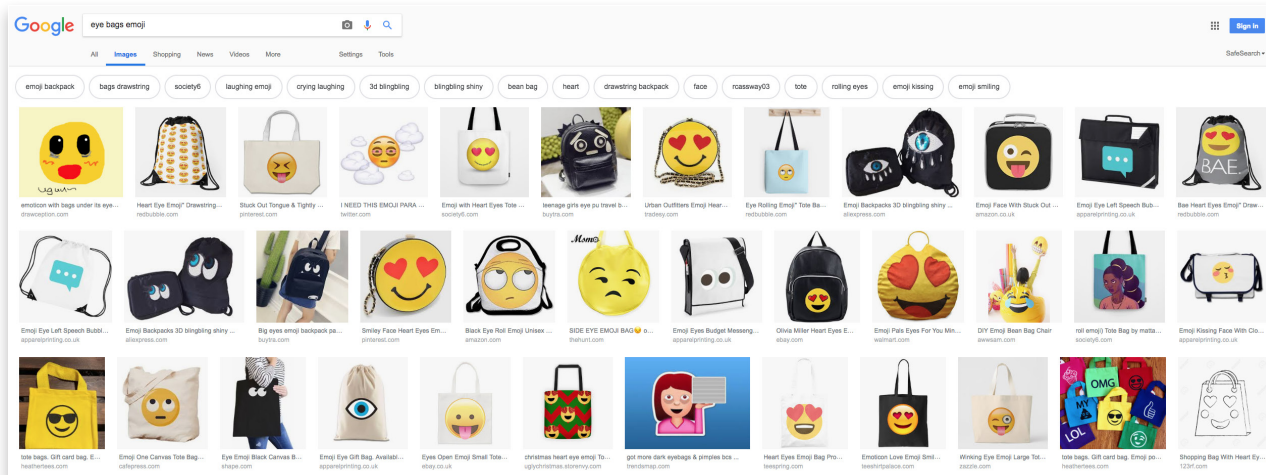 Google eye bags emoji Sign in
All Images Shopping News Videos More Settings Tools SafeSearch
emoji backpack bags drawstring society6 laughing emoji crying laughing 3d blingbling blingbling shiny bean bag heart drawstring backpack face rcassway03 tote rolling eyes emoji kissing emoji smiling
BAE.
emoticon with bags under its eye... Heart Eye Emoji" Drawstring... Stuck Out Tongue & Tightly ... I NEED THIS EMOJI PARA ... Emoji with Heart Eyes Tote ... teenage girls eye pu travel b... Urban Outfitters Emoji Hear... Eye Rolling Emoji" Tote Ba... Emoji Backpacks 3D blingbling shiny ... Emoji Face With Stuck Out ... Emoji Eye Left Speech Bub... Bae Heart Eyes Emoji" Draw...
drawception.com redbubble.com pinterest.com twitter.com society6.com buytra.com tradesy.com redbubble.com aliexpress.com amazon.co.uk apparelprinting.co.uk redbubble.com
Emoji Eye Left Speech Bubbl... Emoji Backpacks 3D blingbling shiny ... Big eyes emoji backpack pa... Smiley Face Heart Eyes Em... Black Eye Roll Emoji Unisex ... SIDE EYE EMOJI BAG😒 o... Emoji Eyes Budget Messeng... Olivia Miller Heart Eyes E... Emoji Pals Eyes For You Min... DIY Emoji Bean Bag Chair roll emoji) Tote Bag by matta... Emoji Kissing Face With Clo...
apparelprinting.co.uk aliexpress.com buytra.com pinterest.com amazon.com thehunt.com apparelprinting.co.uk ebay.com walmart.com awwsam.com society6.com apparelprinting.co.uk
OMG
MY
LOL
tote bags. Gift card bag. E... Emoji One Canvas Tote Bag... Eye Emoji Black Canvas B... Emoji Eye Gift Bag. Availabl... Eyes Open Emoji Small Tote... christmas heart eye emoji To... got more dark eyebags & pimples bcs ... Heart Eyes Emoji Bag Pro... Emoticon Love Emoji Smil... Winking Eye Emoji Large Tot... tote bags. Gift card bag. Emoji po... Shopping Bag With Heart Ey...
heathertees.com cafepress.com shape.com apparelprinting.co.uk ebay.co.uk uglychristmas.storenvy.com trendsmap.com teespring.com teeshirtpalace.com zazzle.com heathertees.com 123rf.com